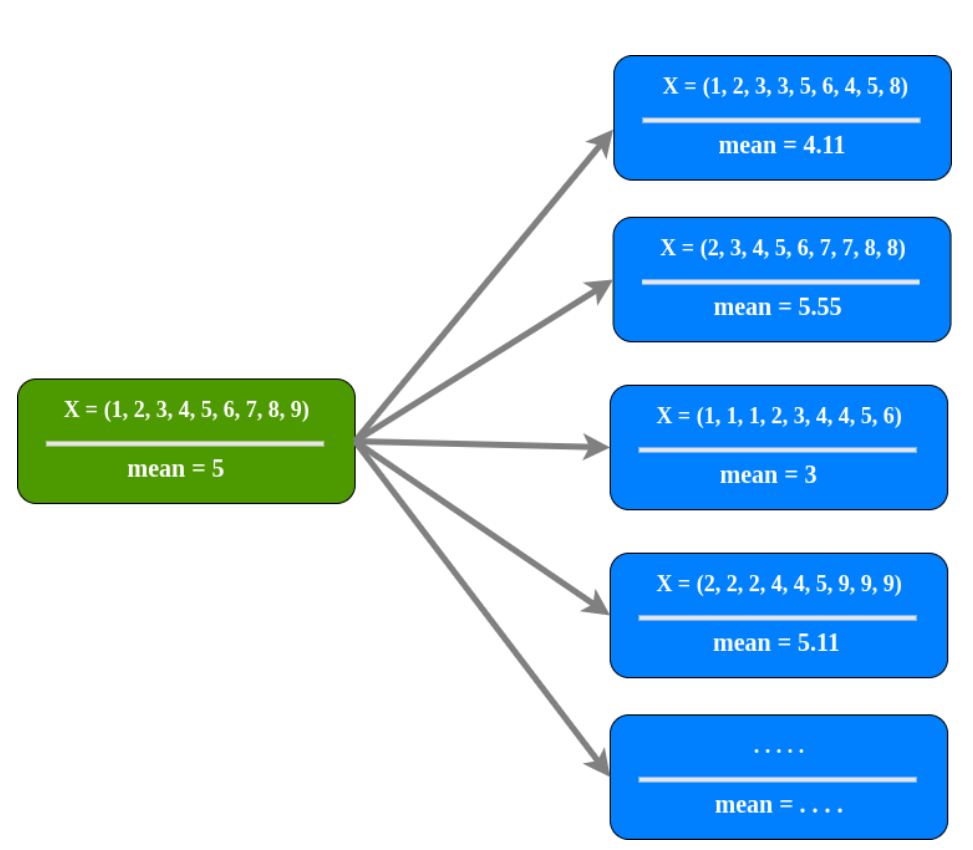 X = (1, 2, 3, 3, 5, 6, 4, 5, 8)
mean = 4.11
X = (2, 3, 4, 5, 6, 7, 7, 8, 8)
mean = 5.55
X = (1, 2, 3, 4, 5, 6, 7, 8, 9)
mean = 5
X = (1, 1, 1, 2, 3, 4, 4, 5, 6)
mean = 3
X = (2, 2, 2, 4, 4, 5, 9, 9, 9)
mean = 5.11
. . . . .
mean = . . . .